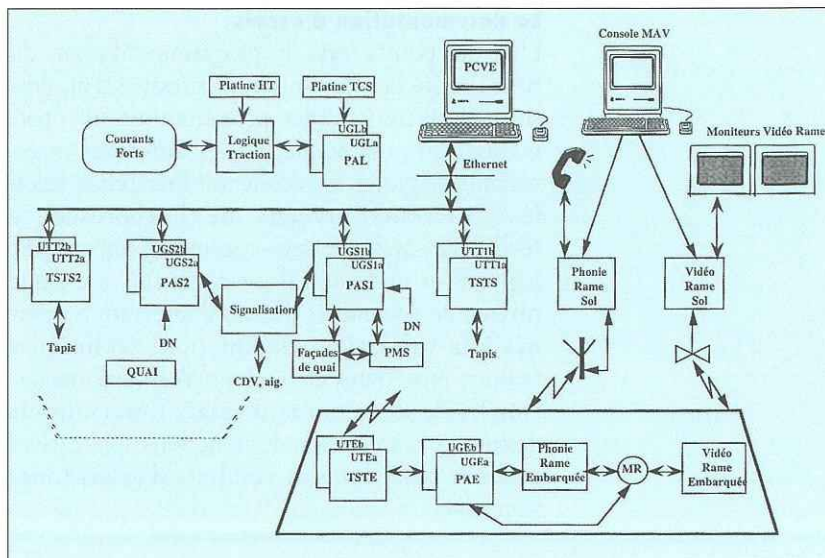 Console MAV
PCVE
Platine IIT
Platine TCS
Moniteurs Vidéo Rame
Courants
Forts
Logique
Traction
UGLb
UGLa
PAL
Ethernet
UTT2b
UTT2a
TSTS2
UGS2b
UGS2a
PAS2
Signalisation
UGS1b
UGS1a
PAS1
UTT1b
UTT1a
TSTS
Phonie
Rame
Sol
Vidéo
Rame
Sol
Tapis
DN
QUAI
CDV, aig.
Façades
de quai
DN
PMS
Tapis
UTEb
UTEa
TSTE
UGEb
UGEa
PAE
Phonie
Rame
Embarquée
MR
Vidéo
Rame
Embarquée